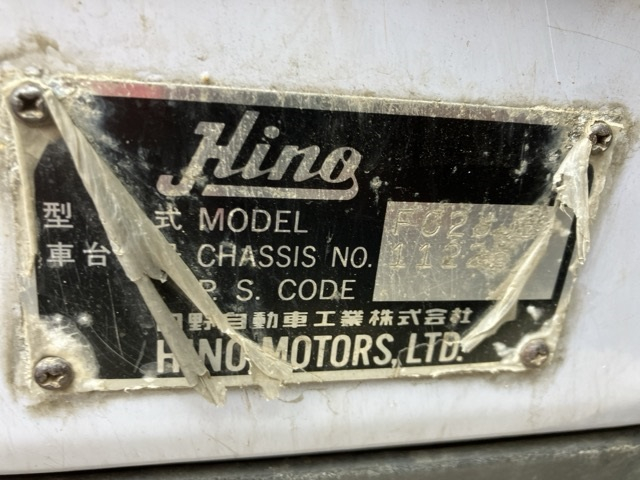 Hino
型 式 MODEL
車台 CHASSIS NO.
P. S. CODE
日野自動車工業株式会社
HINO MOTORS, LTD.